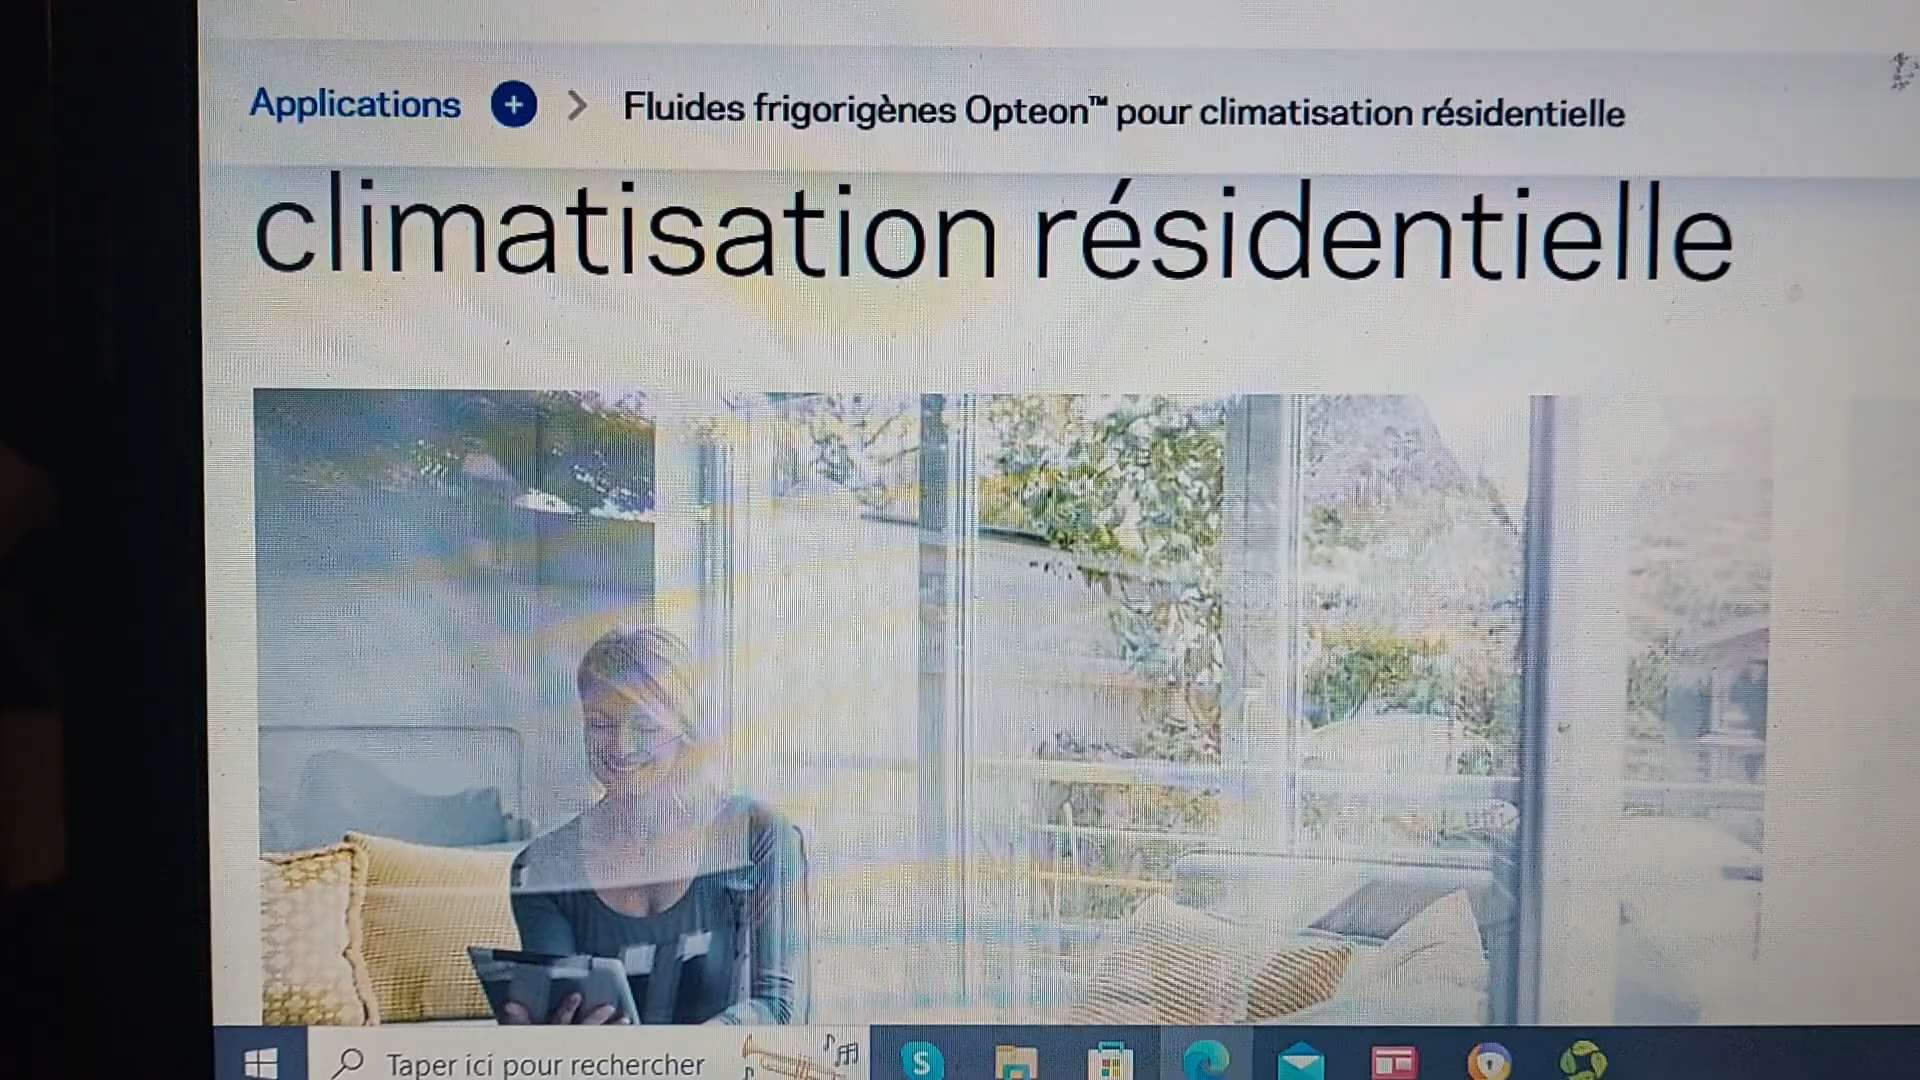 Applications + > Fluides frigorigènes Opteon™ pour climatisation résidentielle
climatisation résidentielle
Taper ici pour rechercher
S